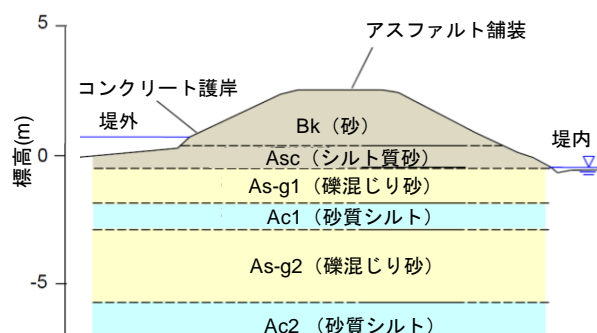 5
アスファルト舗装
コンクリート護岸
堤外
Bk（砂）
堤内
標高(m)
0
Asc（シルト質砂）
As-g1（礫混じり砂）
Ac1（砂質シルト）
As-g2（礫混じり砂）
-5
Ac2 （砂質シルト）